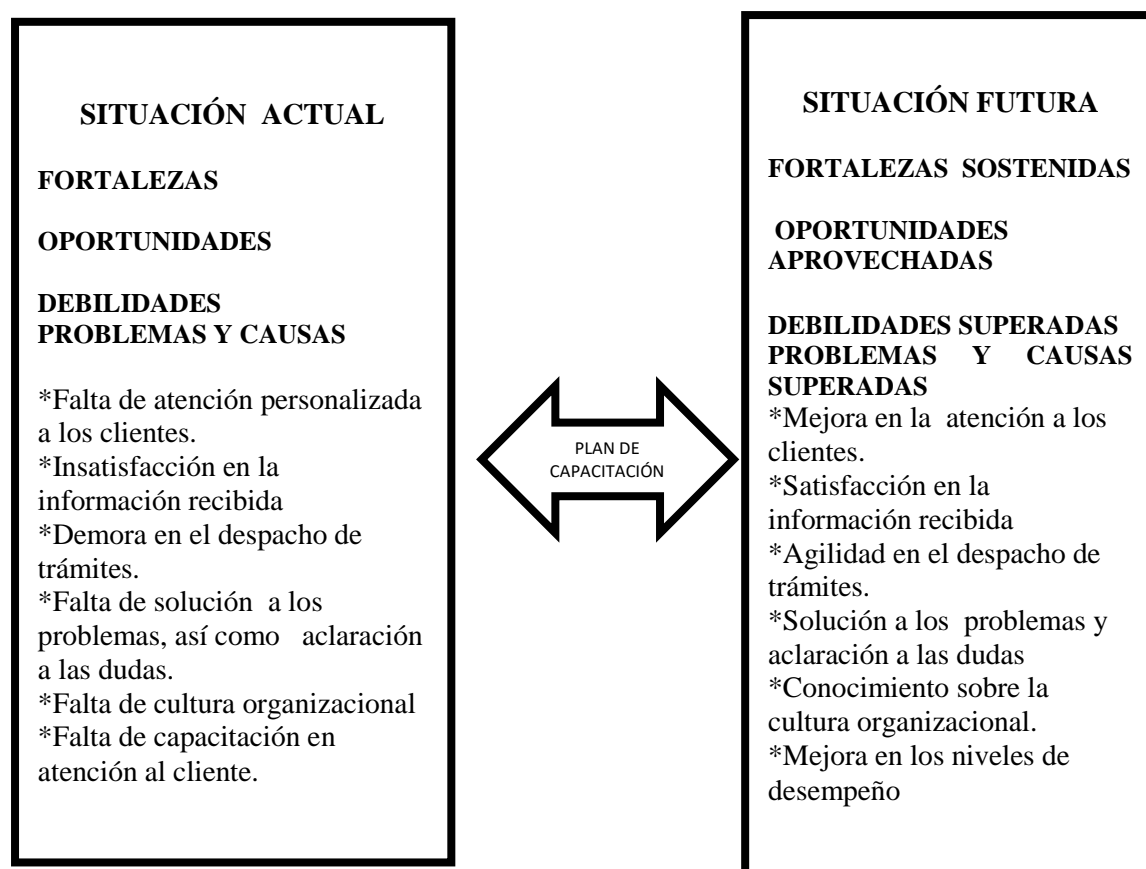 SITUACIÓN ACTUAL
FORTALEZAS
OPORTUNIDADES
DEBILIDADES
PROBLEMAS Y CAUSAS
*Falta de atención personalizada
a los clientes.
*Insatisfacción en la
información recibida
*Demora en el despacho de
trámites.
*Falta de solución a los
problemas, así como aclaración
a las dudas.
*Falta de cultura organizacional
*Falta de capacitación en
atención al cliente.
PLAN DE
CAPACITACIÓN
SITUACIÓN FUTURA
FORTALEZAS SOSTENIDAS
OPORTUNIDADES
APROVECHADAS
DEBILIDADES SUPERADAS
PROBLEMAS Y CAUSAS
SUPERADAS
*Mejora en la atención a los
clientes.
*Satisfacción en la
información recibida
*Agilidad en el despacho de
trámites.
*Solución a los problemas y
aclaración a las dudas
*Conocimiento sobre la
cultura organizacional.
*Mejora en los niveles de
desempeño